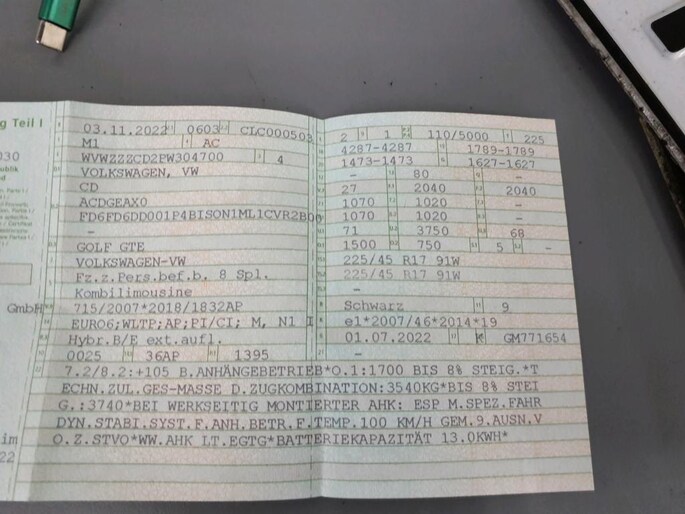 g Teil I
03.11.2022 0603 CLC000503
M1 AC
WVWZZZCD2PW304700 4
VOLKSWAGEN, VW
CD
ACDGEAX0
FD6FD6DD001P4BISON1ML1CVR2B00
-
GOLF GTE
VOLKSWAGEN-VW
Fz.z.Pers.bef.b. 8 Spl.
Kombilimousine
715/2007*2018/1832AP
EURO6;WLTP;AP;PI/CI; M, N1 I
Hybr.B/E ext.aufl.
0025 36AP 1395
2 1 110/5000 225
4287-4287 1789-1789
1473-1473 1627-1627
- 80 -
27 2040 2040
1070 1020 -
1070 1020 -
71 3750 68
1500 750 5 -
225/45 R17 91W
225/45 R17 91W
-
Schwarz 9
e1*2007/46*2014*19
01.07.2022 K GM771654
-
7.2/8.2:+105 B.ANHÄNGEBETRIEB*O.1:1700 BIS 8% STEIG.*T
ECHN.ZUL.GES-MASSE D.ZUGKOMBINATION:3540KG*BIS 8% STEI
G.:3740*BEI WERKSEITIG MONTIERTER AHK: ESP M.SPEZ.FAHR
DYN.STABI.SYST.F.ANH.BETR.F.TEMP.100 KM/H GEM.9.AUSN.V
O.Z.STVO*WW.AHK LT.EGTG*BATTERIEKAPAZITÄT 13.0KWH*
030
GmbH
im
22